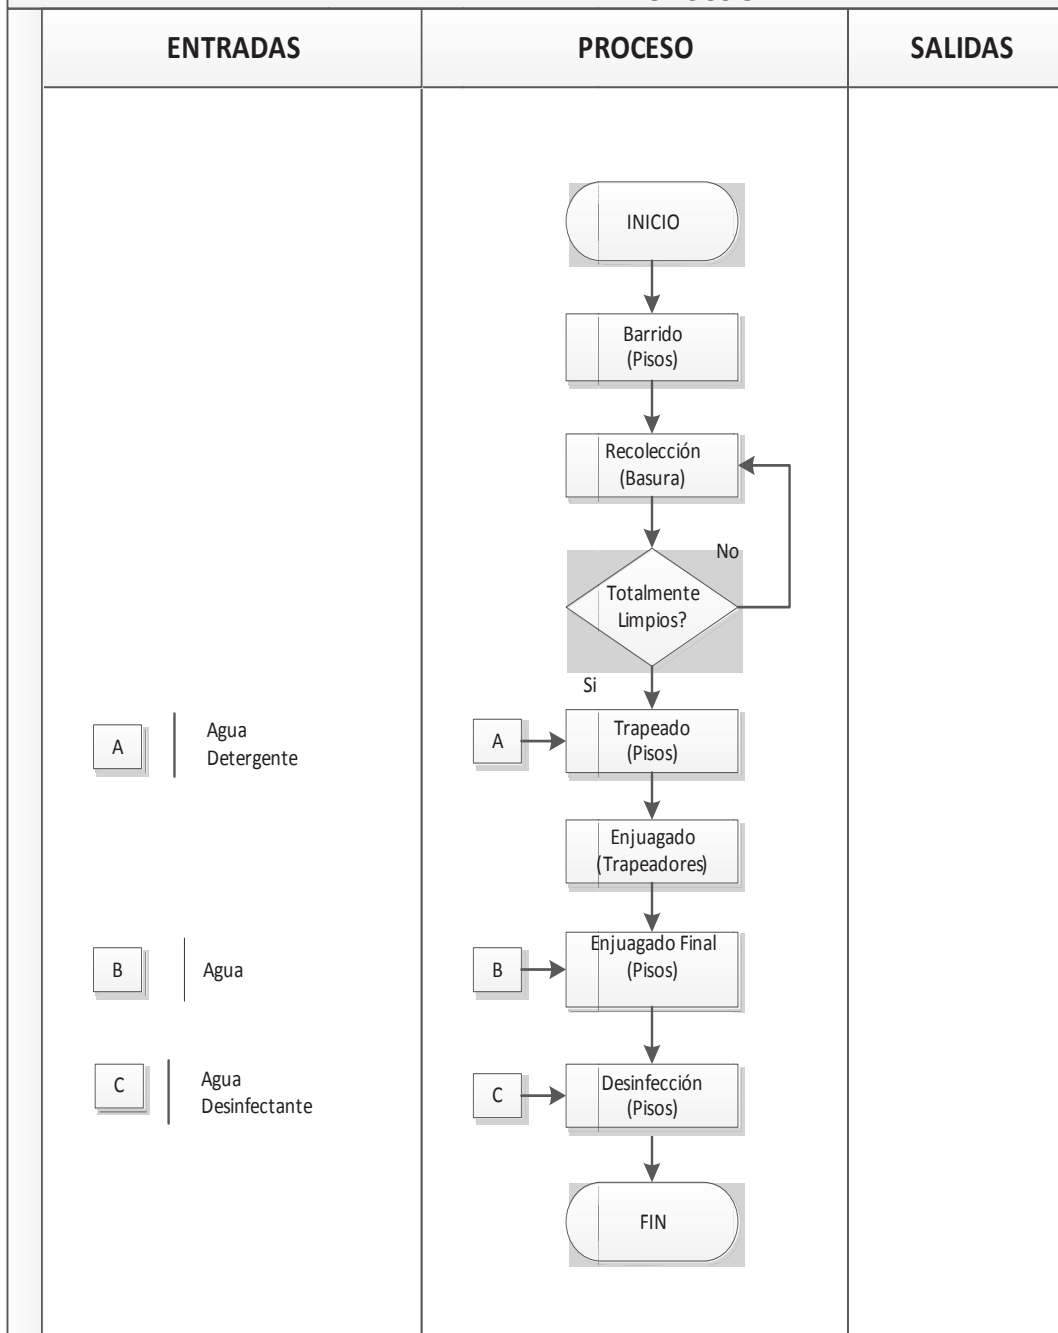 ENTRADAS
PROCESO
SALIDAS
INICIO
Barrido
(Pisos)
Recolección
(Basura)
No
Totalmente
Limpios?
Si
A
Agua
Detergente
A
Trapeado
(Pisos)
Enjuagado
(Trapeadores)
B
Agua
B
Enjuagado Final
(Pisos)
C
Agua
Desinfectante
C
Desinfección
(Pisos)
FIN